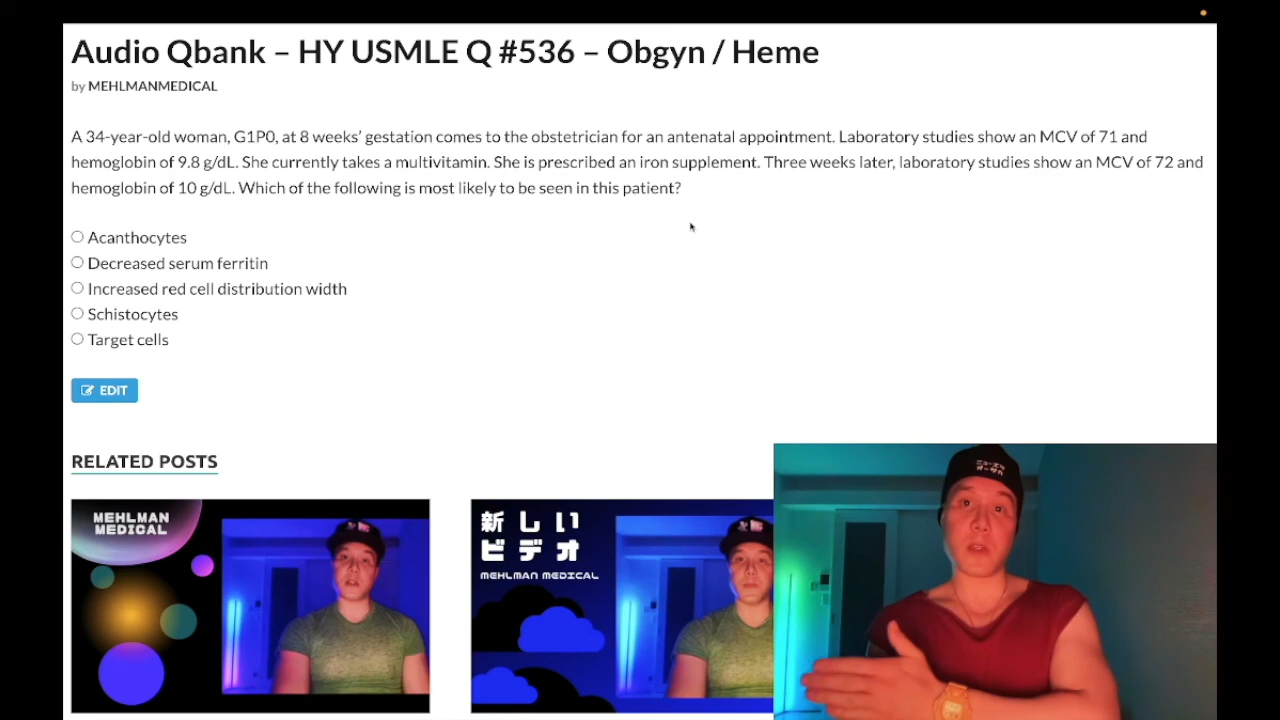 Audio Qbank – HY USMLE Q #536 – Obgyn / Heme
by MEHLMANMEDICAL
A 34-year-old woman, G1P0, at 8 weeks’ gestation comes to the obstetrician for an antenatal appointment. Laboratory studies show an MCV of 71 and
hemoglobin of 9.8 g/dL. She currently takes a multivitamin. She is prescribed an iron supplement. Three weeks later, laboratory studies show an MCV of 72 and
hemoglobin of 10 g/dL. Which of the following is most likely to be seen in this patient?
Acanthocytes
Decreased serum ferritin
Increased red cell distribution width
Schistocytes
Target cells
EDIT
RELATED POSTS
MEHLMAN
MEDICAL
新しい
ビデオ
MEHLMAN MEDICAL